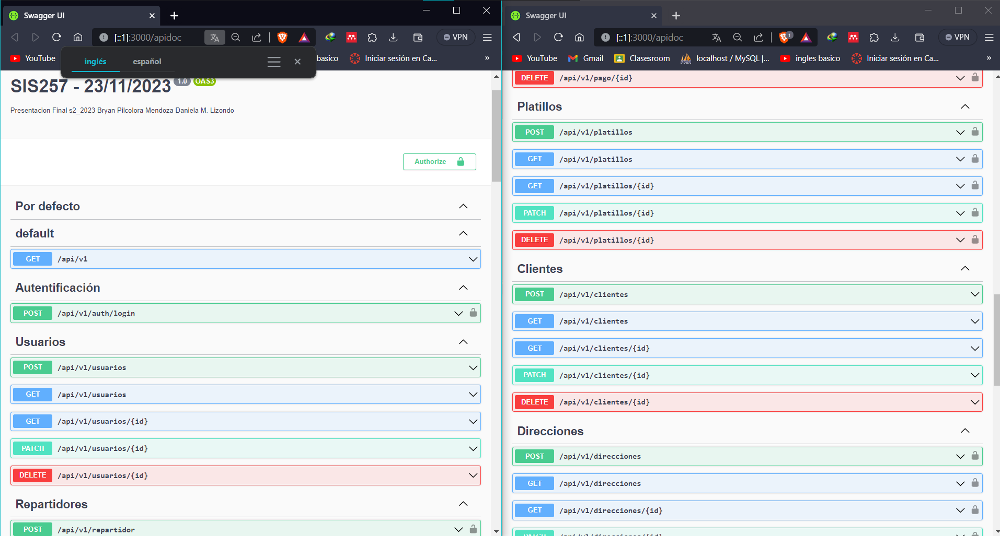 Swagger UI
[::1]:3000/apidoc
VPN
YouTube
inglés
español
basico
Iniciar sesión en Ca...
»
SIS257 - 23/11/2023 1.0 OAS3
Presentacion Final s2_2023 Bryan Pilcolora Mendoza Daniela M. Lizondo
Authorize
Por defecto
default
GET /api/v1
Autentificación
POST /api/v1/auth/login
Usuarios
POST /api/v1/usuarios
GET /api/v1/usuarios
GET /api/v1/usuarios/{id}
PATCH /api/v1/usuarios/{id}
DELETE /api/v1/usuarios/{id}
Repartidores
POST /api/v1/repartidor
Swagger UI
[::1]:3000/apidoc
1
VPN
YouTube
Gmail
Clasesroom
localhost / MySQL |...
ingles basico
Iniciar sesión en Ca...
»
DELETE /api/v1/pago/{id}
Platillos
POST /api/v1/platillos
GET /api/v1/platillos
GET /api/v1/platillos/{id}
PATCH /api/v1/platillos/{id}
DELETE /api/v1/platillos/{id}
Clientes
POST /api/v1/clientes
GET /api/v1/clientes
GET /api/v1/clientes/{id}
PATCH /api/v1/clientes/{id}
DELETE /api/v1/clientes/{id}
Direcciones
POST /api/v1/direcciones
GET /api/v1/direcciones
GET /api/v1/direcciones/{id}
PATCH /api/v1/direcciones/{id}